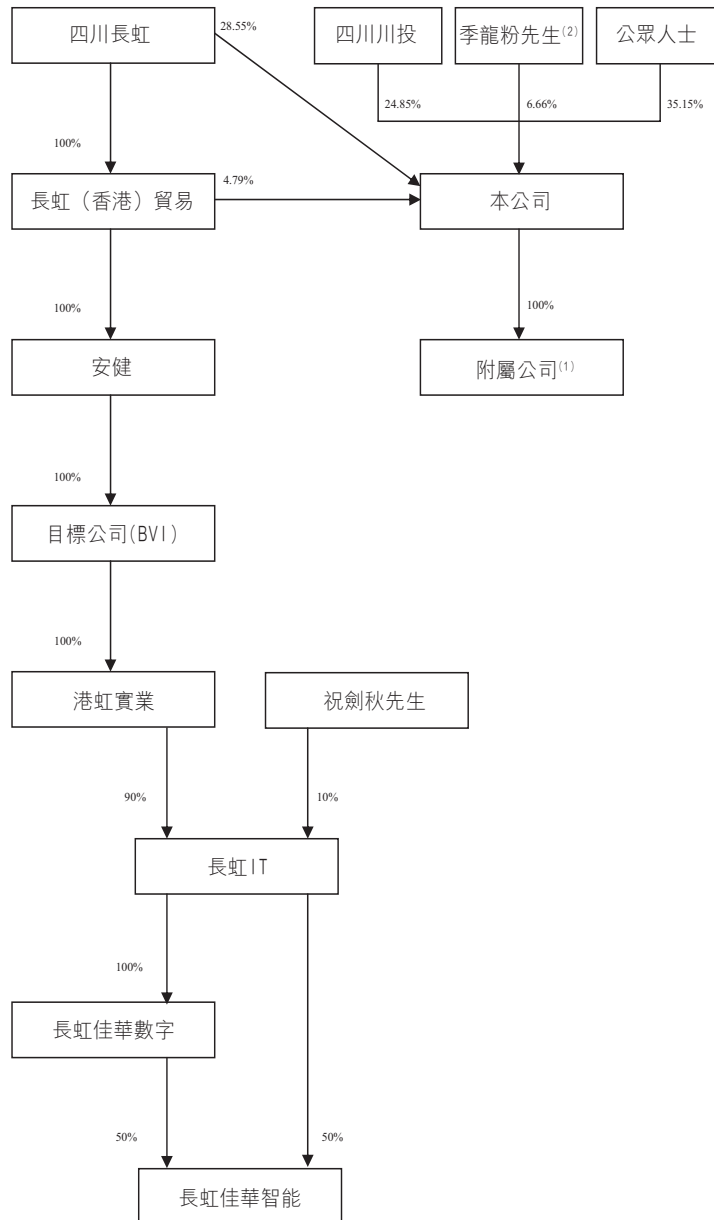 四川長虹
28.55%
四川川投
季龍粉先生(2)
公眾人士
24.85%
6.66%
35.15%
100%
長虹（香港）貿易
4.79%
本公司
100%
100%
安健
附屬公司(1)
100%
目標公司(BVI)
100%
港虹實業
祝劍秋先生
90%
10%
長虹IT
100%
長虹佳華數字
50%
50%
長虹佳華智能